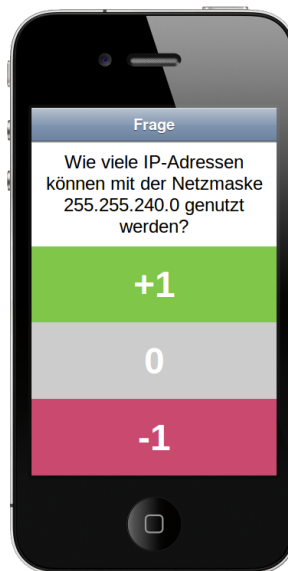 Frage
Wie viele IP-Adressen
können mit der Netzmaske
255.255.240.0 genutzt
werden?
+1
0
-1